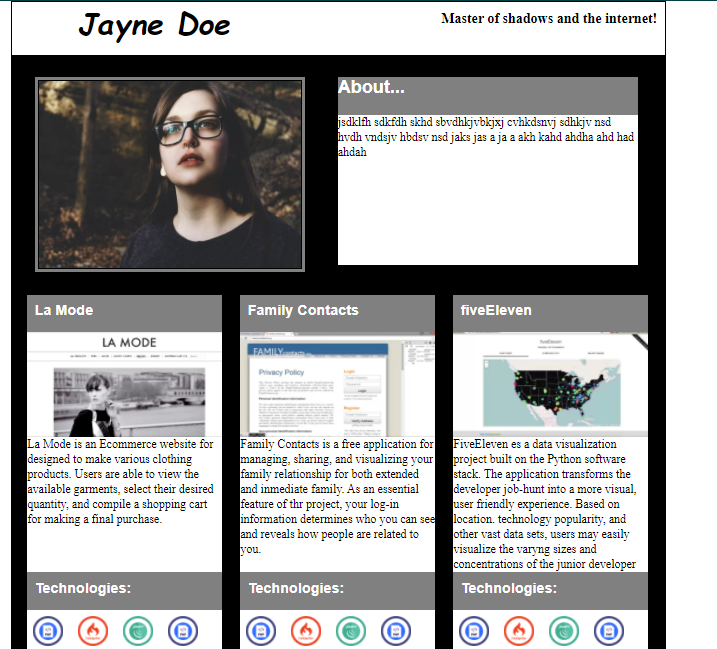 Jayne Doe
Master of shadows and the internet!
About...
jsdklfh sdkfdh skhd sbvdhkjvbkjxj cvhkdsnvj sdhkjv nsd
hvdh vndsjv hbdsv nsd jaks jas a ja a akh kahd ahdha ahd had
ahdah
La Mode
LA MODE
La Mode is an Ecommerce website for
designed to make various clothing
products. Users are able to view the
available garments, select their desired
quantity, and compile a shopping cart
for making a final purchase.
Family Contacts
FAMILYcontacts
Privacy Policy
Login
Register
Family Contacts is a free application for
managing, sharing, and visualizing your
family relationship for both extended
and inmediate family. As an essential
feature of thr project, your log-in
information determines who you can see
and reveals how people are related to
you.
fiveEleven
fiveEleven
FiveEleven es a data visualization
project built on the Python software
stack. The application transforms the
developer job-hunt into a more visual,
user friendly experience. Based on
location. technology popularity, and
other vast data sets, users may easily
visualize the varyng sizes and
concentrations of the junior developer
Technologies:
Technologies:
Technologies: